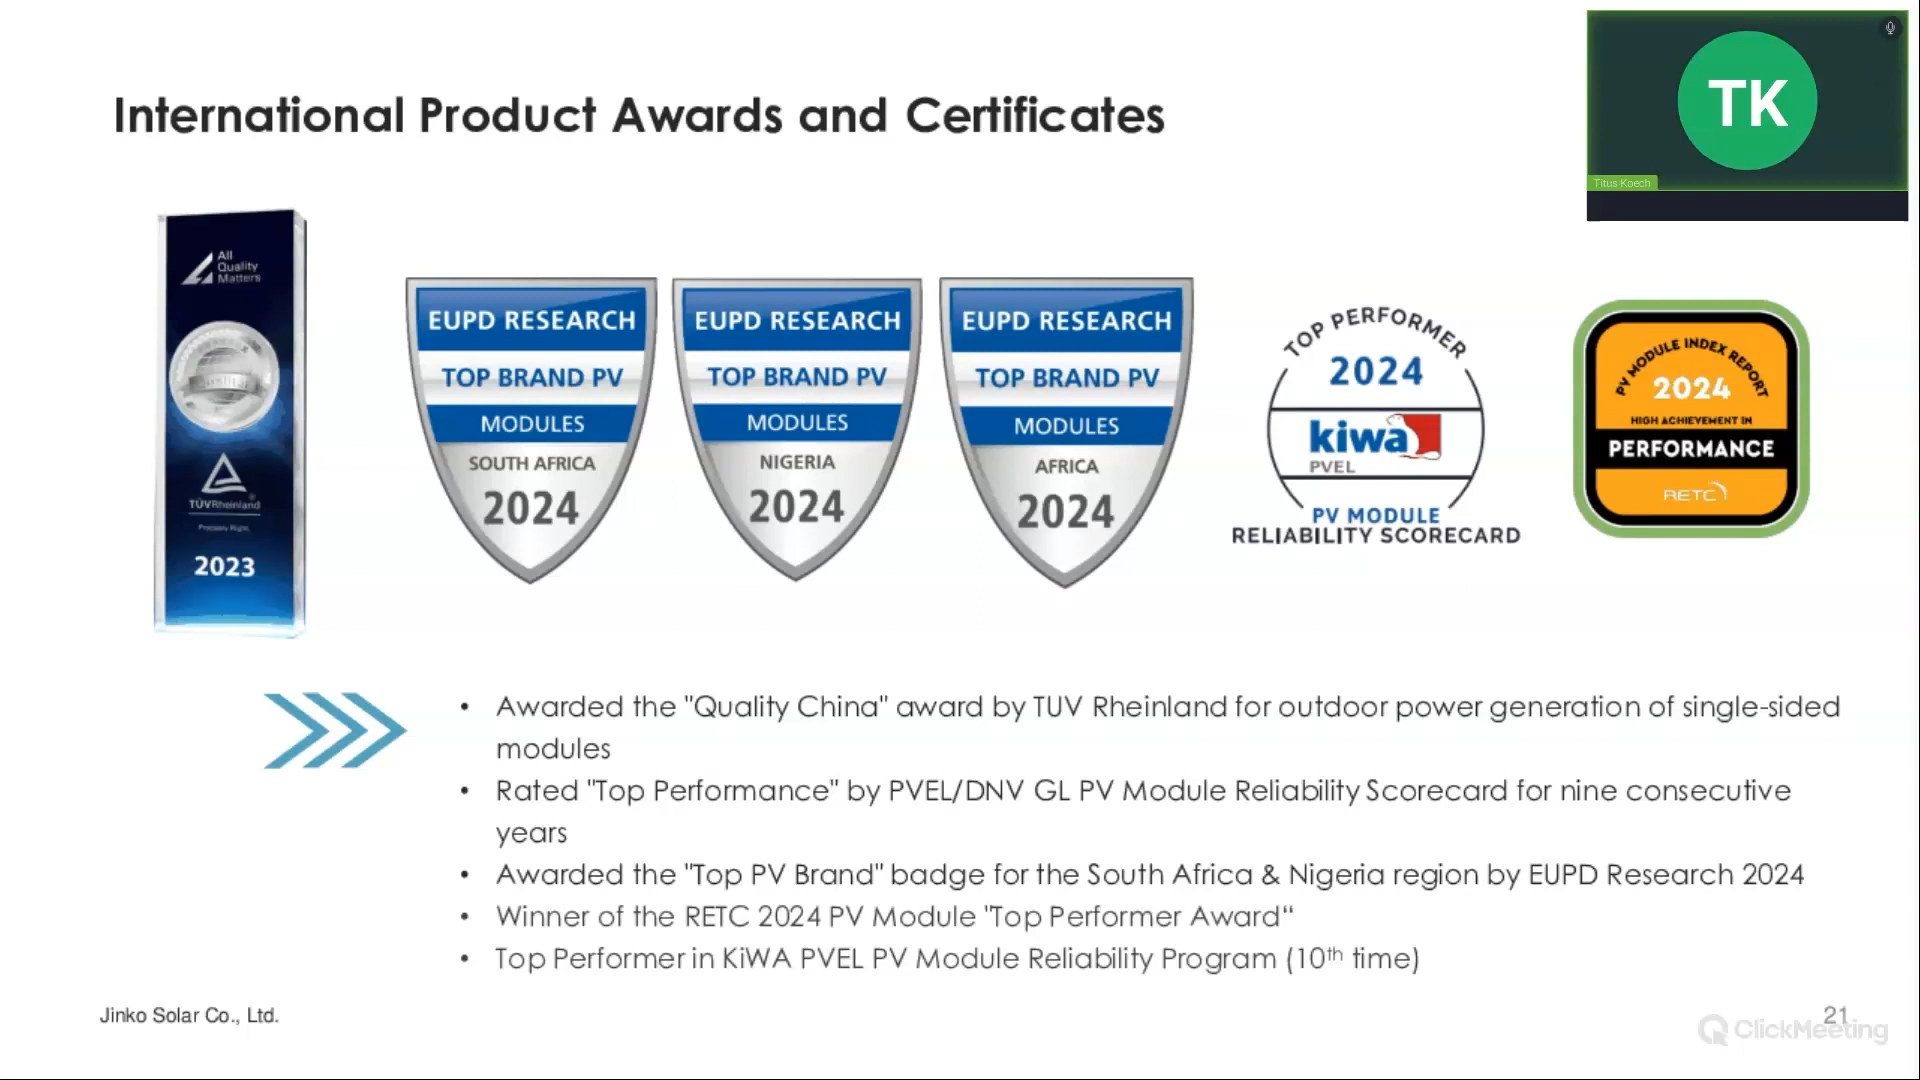 International Product Awards and Certificates
TK
Titus Koech
All
Quality
Matters
TÜVRheinland®
Precisely Right.
2023
EUPD RESEARCH
TOP BRAND PV
MODULES
SOUTH AFRICA
2024
EUPD RESEARCH
TOP BRAND PV
MODULES
NIGERIA
2024
EUPD RESEARCH
TOP BRAND PV
MODULES
AFRICA
2024
TOP PERFORMER
2024
kiwa
PVEL
PV MODULE
RELIABILITY SCORECARD
PV MODULE INDEX REPORT
2024
HIGH ACHIEVEMENT IN
PERFORMANCE
RETC
• Awarded the "Quality China" award by TUV Rheinland for outdoor power generation of single-sided
modules
• Rated "Top Performance" by PVEL/DNV GL PV Module Reliability Scorecard for nine consecutive
years
• Awarded the "Top PV Brand" badge for the South Africa & Nigeria region by EUPD Research 2024
• Winner of the RETC 2024 PV Module "Top Performer Award“
• Top Performer in KiWA PVEL PV Module Reliability Program (10th time)
Jinko Solar Co., Ltd.
21
ClickMeeting